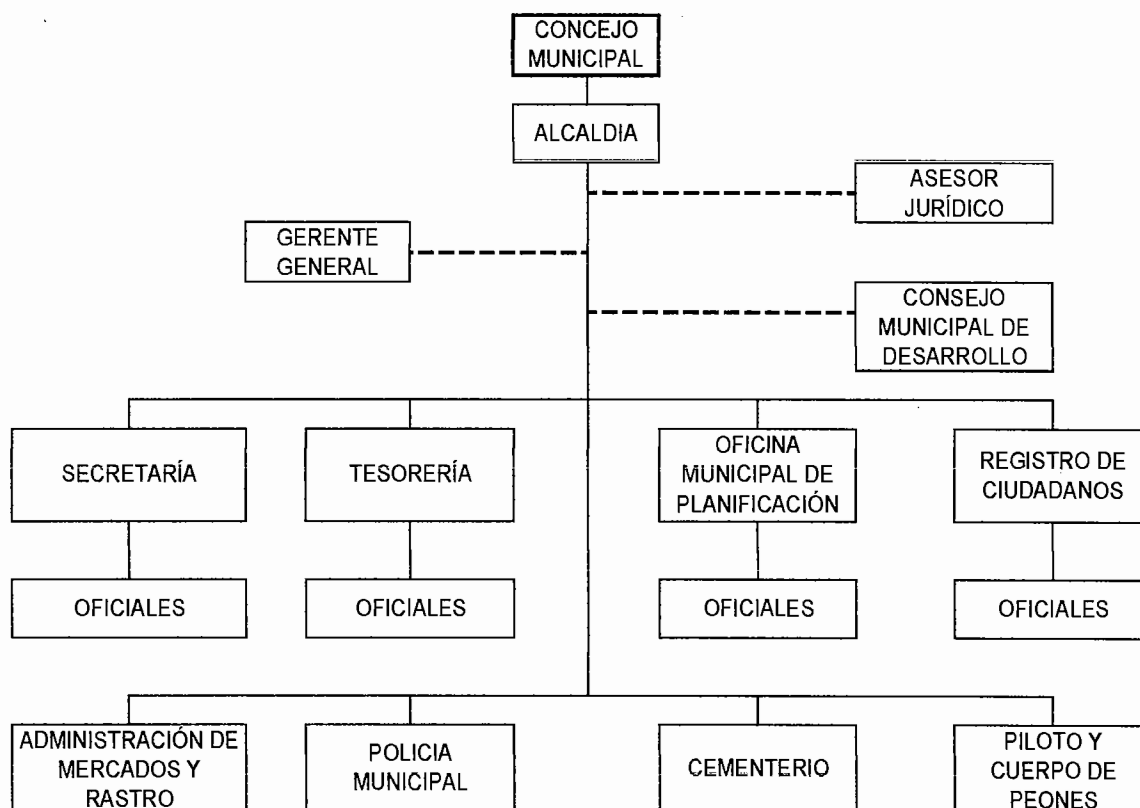 CONCEJO
MUNICIPAL
ALCALDIA
ASESOR
JURÍDICO
GERENTE
GENERAL
CONSEJO
MUNICIPAL DE
DESARROLLO
SECRETARÍA
TESORERÍA
OFICINA
MUNICIPAL DE
PLANIFICACIÓN
REGISTRO DE
CIUDADANOS
OFICIALES
OFICIALES
OFICIALES
OFICIALES
ADMINISTRACIÓN DE
MERCADOS Y
RASTRO
POLICIA
MUNICIPAL
CEMENTERIO
PILOTO Y
CUERPO DE
PEONES